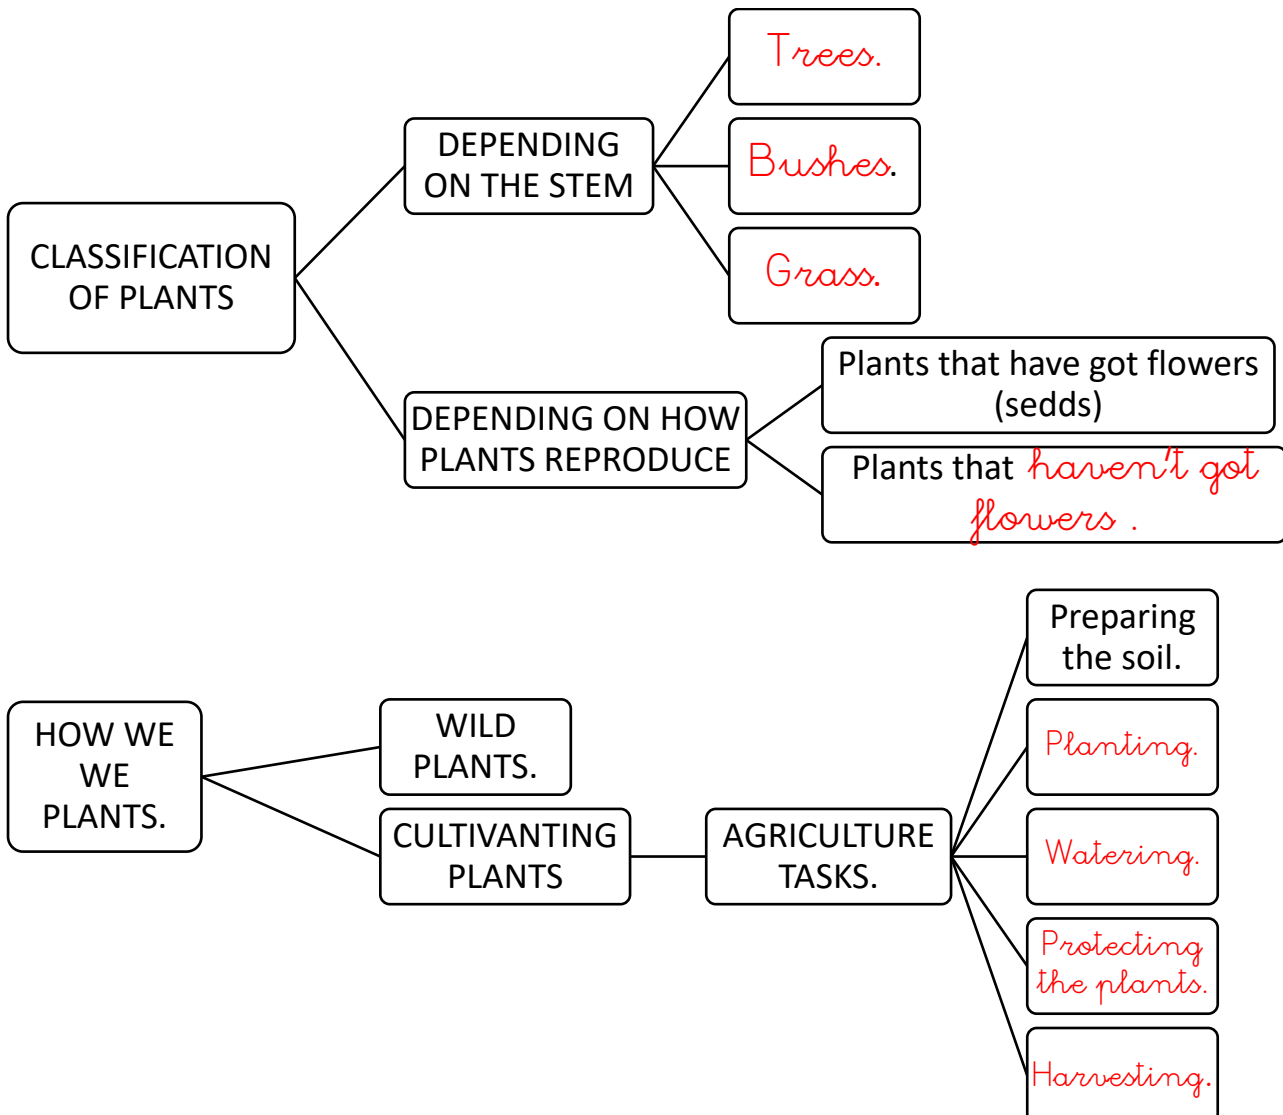 CLASSIFICATION
OF PLANTS
DEPENDING
ON THE STEM
Trees.
Bushes.
Grass.
DEPENDING ON HOW
PLANTS REPRODUCE
Plants that have got flowers
(sedds)
Plants that haven't got
flowers .
HOW WE
WE
PLANTS.
WILD
PLANTS.
CULTIVANTING
PLANTS
AGRICULTURE
TASKS.
Preparing
the soil.
Planting.
Watering.
Protecting
the plants.
Harvesting.